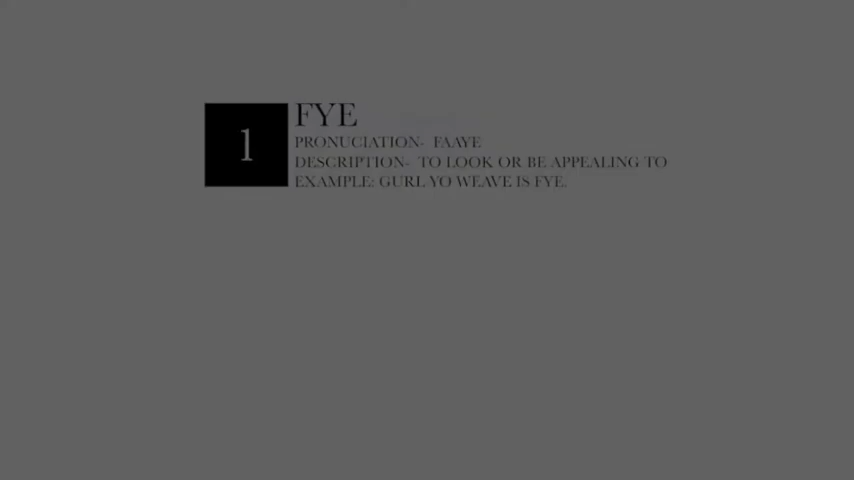 1
FYE
PRONUCIATION- FAAYE
DESCRIPTION- TO LOOK OR BE APPEALING TO
EXAMPLE: GURL YO WEAVE IS FYE.